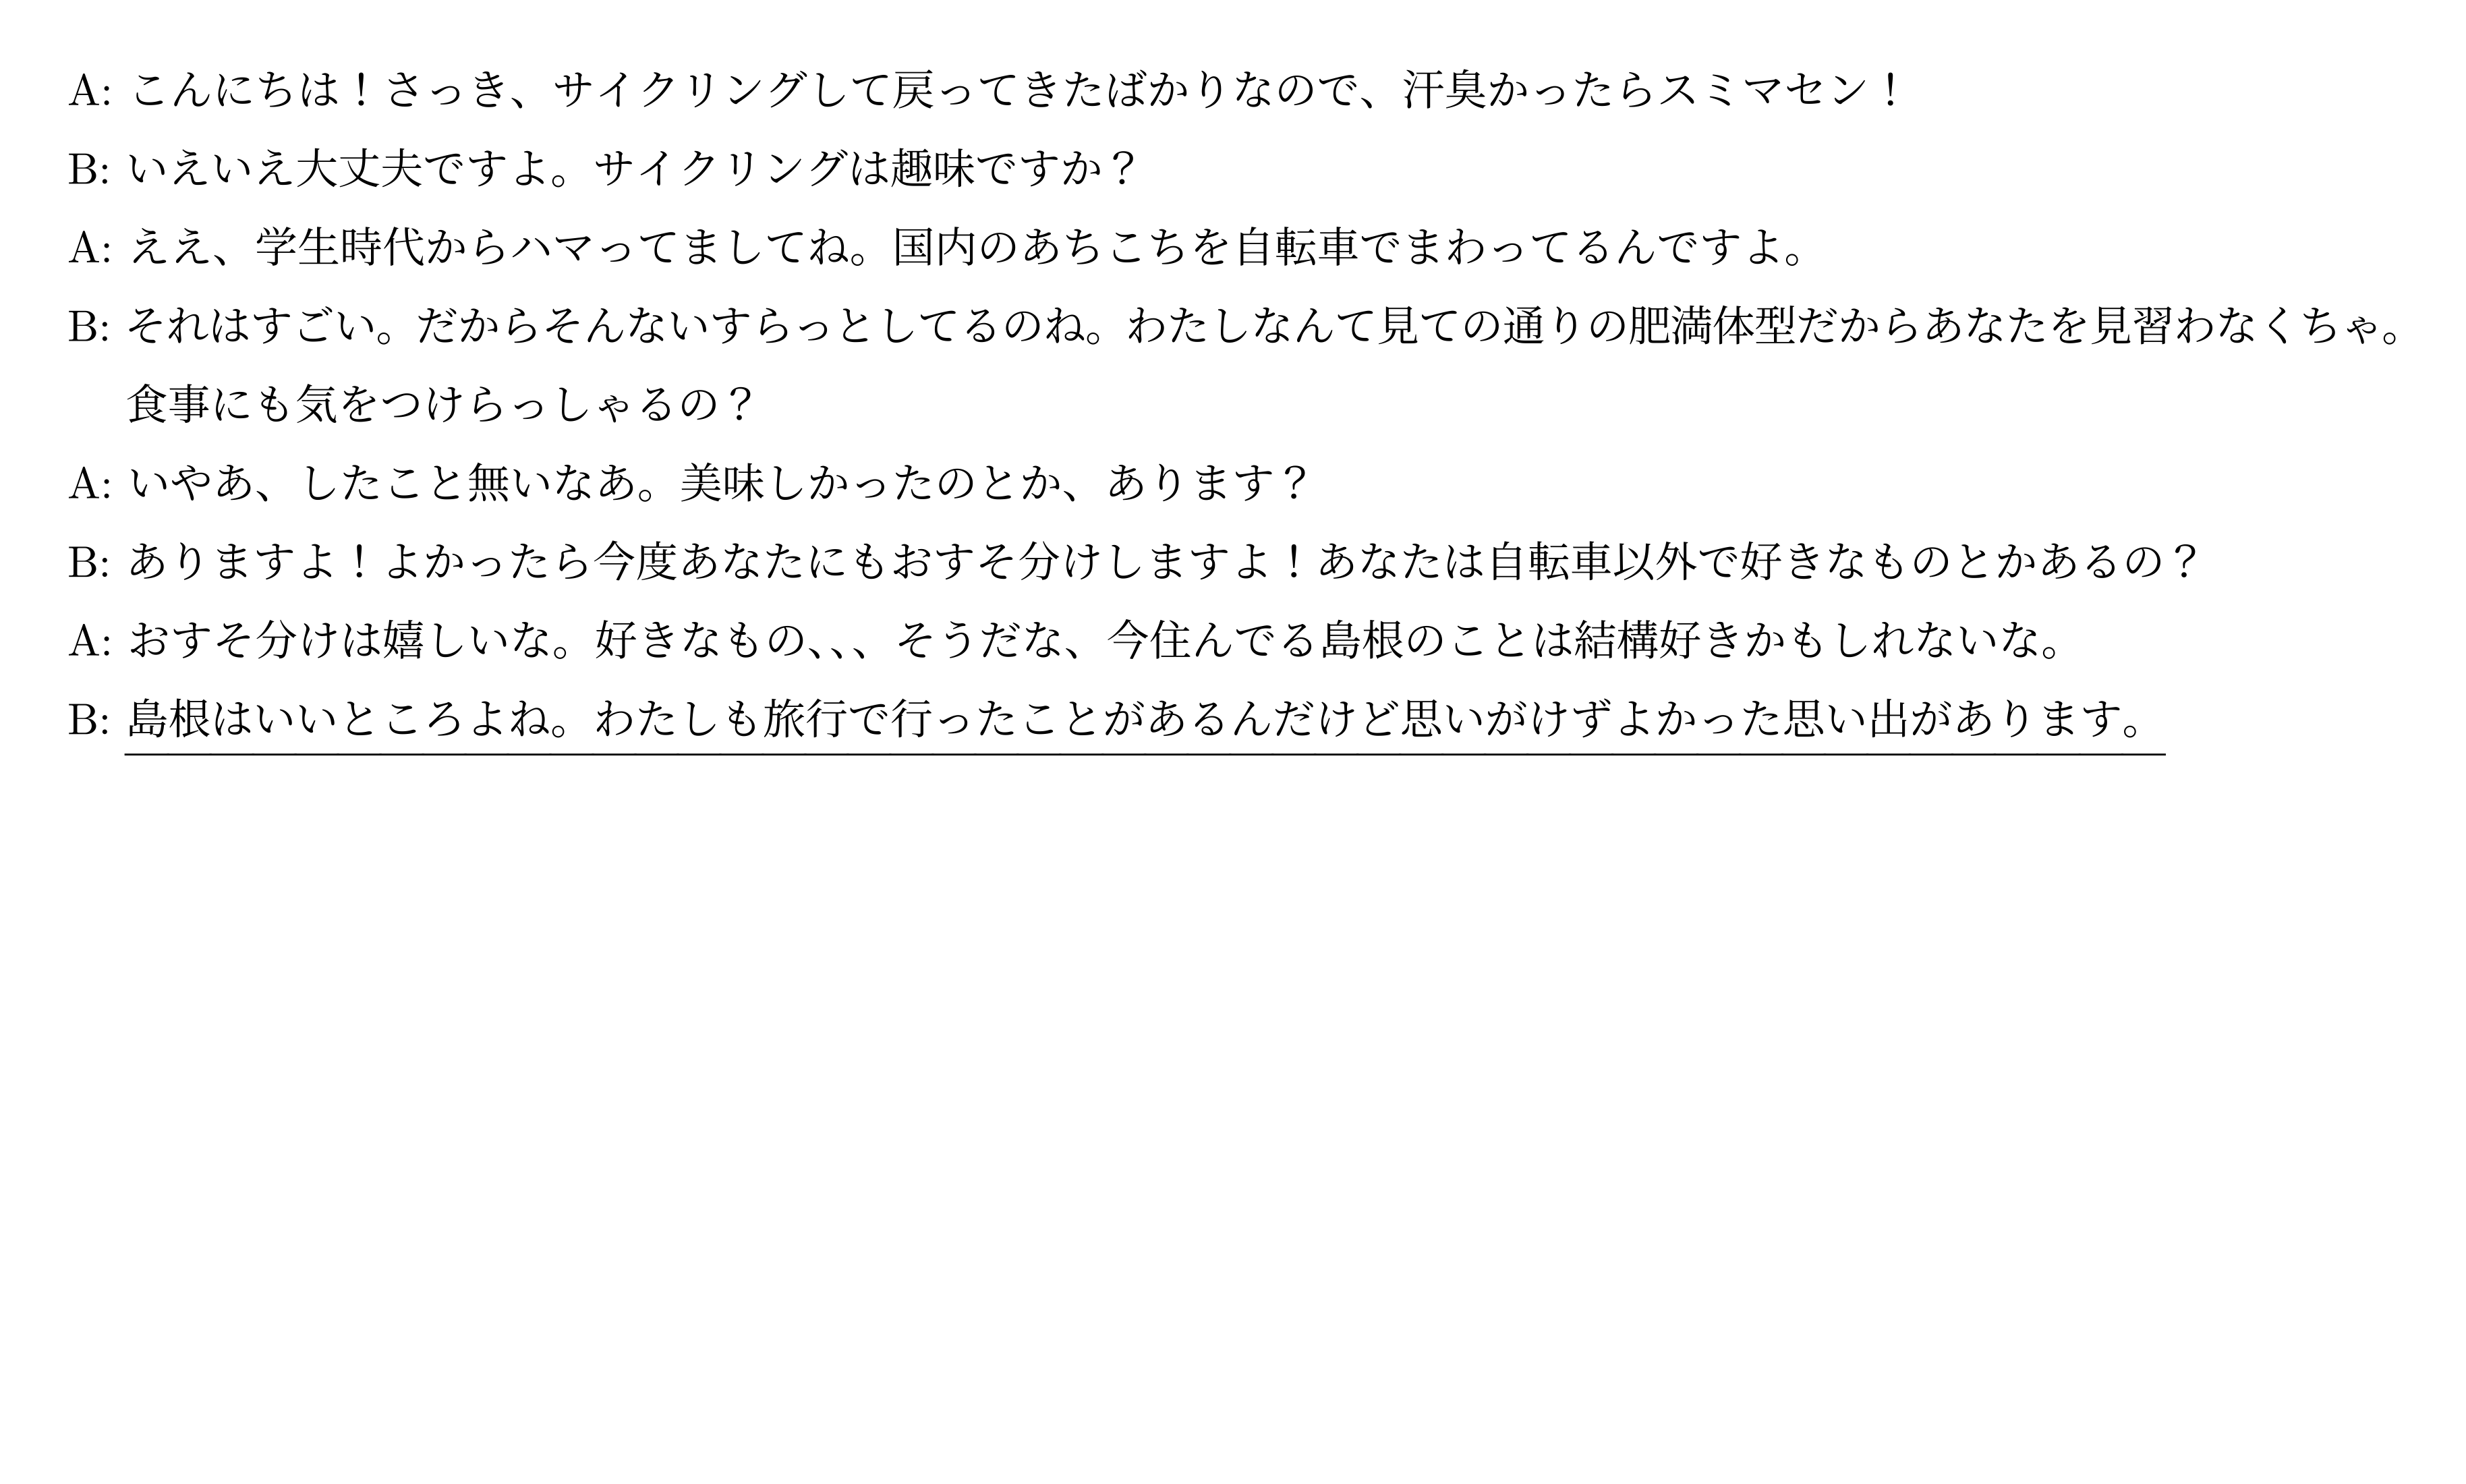 A: こんにちは！さっき、サイクリングして戻ってきたばかりなので、汗臭かったらスミマセン！
B: いえいえ大丈夫ですよ。サイクリングは趣味ですか？
A: ええ、学生時代からハマってましてね。国内のあちこちを自転車でまわってるんですよ。
B: それはすごい。だからそんないすらっとしてるのね。わたしなんて見ての通りの肥満体型だからあなたを見習わなくちゃ。
食事にも気をつけらっしゃるの？
A: いやあ、したこと無いなあ。美味しかったのとか、あります？
B: ありますよ！よかったら今度あなたにもおすそ分けしますよ！あなたは自転車以外で好きなものとかあるの？
A: おすそ分けは嬉しいな。好きなもの、、、そうだな、今住んでる島根のことは結構好きかもしれないな。
B: 島根はいいところよね。わたしも旅行で行ったことがあるんだけど思いがけずよかった思い出があります。